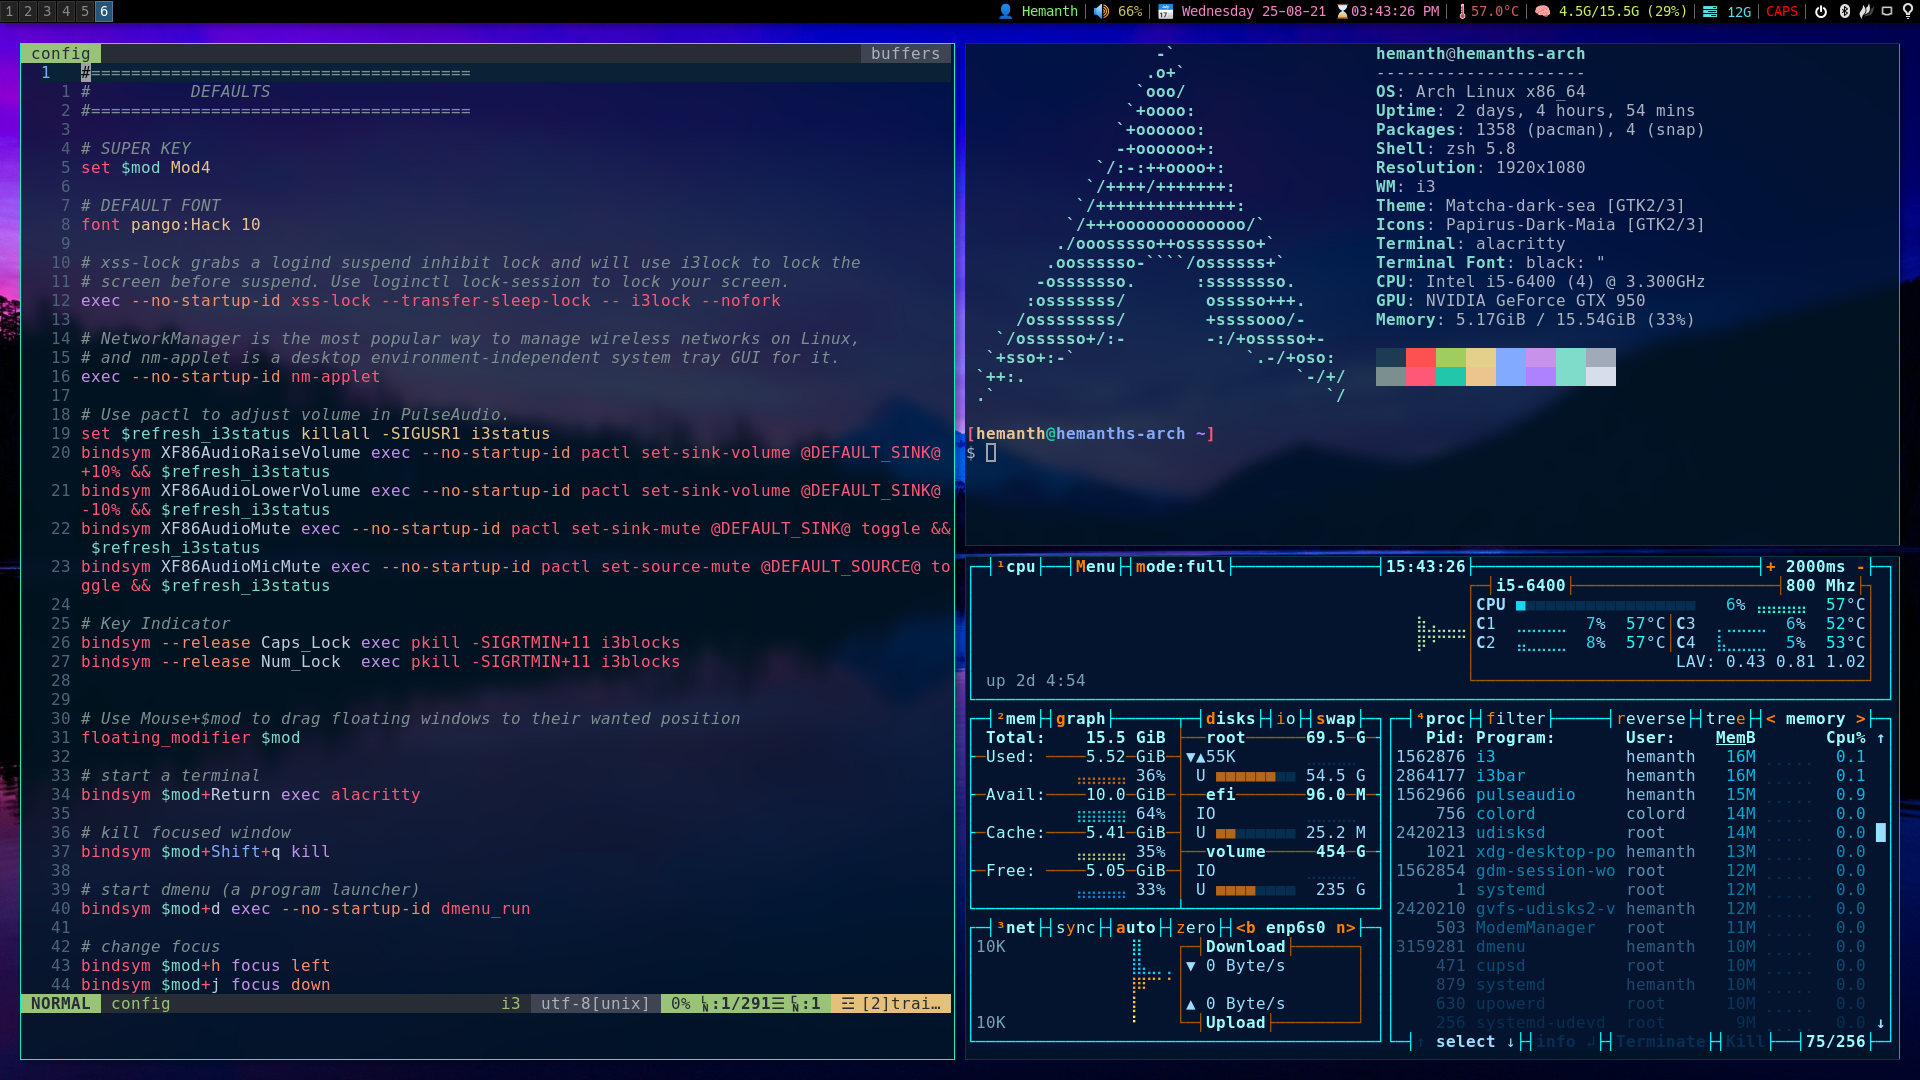 1 2 3 4 5 6
Hemanth | 66% | Wednesday 25-08-21 03:43:26 PM | 57.0°C | 4.5G/15.5G (29%) | 12G | CAPS
config buffers
1 #======================================
1 #          DEFAULTS
2 #======================================
3
4 # SUPER KEY
5 set $mod Mod4
6
7 # DEFAULT FONT
8 font pango:Hack 10
9
10 # xss-lock grabs a logind suspend inhibit lock and will use i3lock to lock the
11 # screen before suspend. Use loginctl lock-session to lock your screen.
12 exec --no-startup-id xss-lock --transfer-sleep-lock -- i3lock --nofork
13
14 # NetworkManager is the most popular way to manage wireless networks on Linux,
15 # and nm-applet is a desktop environment-independent system tray GUI for it.
16 exec --no-startup-id nm-applet
17
18 # Use pactl to adjust volume in PulseAudio.
19 set $refresh_i3status killall -SIGUSR1 i3status
20 bindsym XF86AudioRaiseVolume exec --no-startup-id pactl set-sink-volume @DEFAULT_SINK@
+10% && $refresh_i3status
21 bindsym XF86AudioLowerVolume exec --no-startup-id pactl set-sink-volume @DEFAULT_SINK@
-10% && $refresh_i3status
22 bindsym XF86AudioMute exec --no-startup-id pactl set-sink-mute @DEFAULT_SINK@ toggle &&
$refresh_i3status
23 bindsym XF86AudioMicMute exec --no-startup-id pactl set-source-mute @DEFAULT_SOURCE@ to
ggle && $refresh_i3status
24
25 # Key Indicator
26 bindsym --release Caps_Lock exec pkill -SIGRTMIN+11 i3blocks
27 bindsym --release Num_Lock  exec pkill -SIGRTMIN+11 i3blocks
28
29
30 # Use Mouse+$mod to drag floating windows to their wanted position
31 floating_modifier $mod
32
33 # start a terminal
34 bindsym $mod+Return exec alacritty
35
36 # kill focused window
37 bindsym $mod+Shift+q kill
38
39 # start dmenu (a program launcher)
40 bindsym $mod+d exec --no-startup-id dmenu_run
41
42 # change focus
43 bindsym $mod+h focus left
44 bindsym $mod+j focus down
NORMAL config i3 utf-8[unix] 0% ㏑:1/291☰ ℅:1 ☲ [2]trai…
-`
.o+`
`ooo/
`+oooo:
`+oooooo:
-+oooooo+:
`/:-:++oooo+:
`/++++/+++++++:
`/++++++++++++++:
`/+++ooooooooooooo/`
./ooosssso++osssssso+`
.oossssso-````/ossssss+`
-osssssso.      :ssssssso.
:osssssss/        osssso+++.
/ossssssss/        +ssssooo/-
`/ossssso+/:-        -:/+osssso+-
`+sso+:-`                 `.-/+oso:
`++:.                           `-/+/
.`                                 `/
hemanth@hemanths-arch
---------------------
OS: Arch Linux x86_64
Uptime: 2 days, 4 hours, 54 mins
Packages: 1358 (pacman), 4 (snap)
Shell: zsh 5.8
Resolution: 1920x1080
WM: i3
Theme: Matcha-dark-sea [GTK2/3]
Icons: Papirus-Dark-Maia [GTK2/3]
Terminal: alacritty
Terminal Font: black: "
CPU: Intel i5-6400 (4) @ 3.300GHz
GPU: NVIDIA GeForce GTX 950
Memory: 5.17GiB / 15.54GiB (33%)
[hemanth@hemanths-arch ~]
$
¹cpu Menu mode:full 15:43:26 + 2000ms -
i5-6400 800 Mhz
CPU 6% 57°C
C1 7% 57°C C3 6% 52°C
C2 8% 57°C C4 5% 53°C
LAV: 0.43 0.81 1.02
up 2d 4:54
²mem graph disks io swap
Total: 15.5 GiB root 69.5 G
Used: 5.52 GiB ▼▲55K
36% U 54.5 G
Avail: 10.0 GiB efi 96.0 M
64% IO
Cache: 5.41 GiB U 25.2 M
35% volume 454 G
Free: 5.05 GiB IO
33% U 235 G
³net sync auto zero <b enp6s0 n>
10K Download
▼ 0 Byte/s
▲ 0 Byte/s
10K Upload
⁴proc filter reverse tree < memory >
Pid: Program: User: MemB Cpu% ↑
1562876 i3 hemanth 16M 0.1
2864177 i3bar hemanth 16M 0.1
1562966 pulseaudio hemanth 15M 0.9
756 colord colord 14M 0.0
2420213 udisksd root 14M 0.0
1021 xdg-desktop-po hemanth 13M 0.0
1562854 gdm-session-wo root 12M 0.0
1 systemd root 12M 0.0
2420210 gvfs-udisks2-v hemanth 12M 0.0
503 ModemManager root 11M 0.0
3159281 dmenu hemanth 10M 0.0
471 cupsd root 10M 0.0
879 systemd hemanth 10M 0.0
630 upowerd root 10M 0.0
256 systemd-udevd root 9M 0.0 ↓
↑ select ↓ info ↲ Terminate Kill 75/256